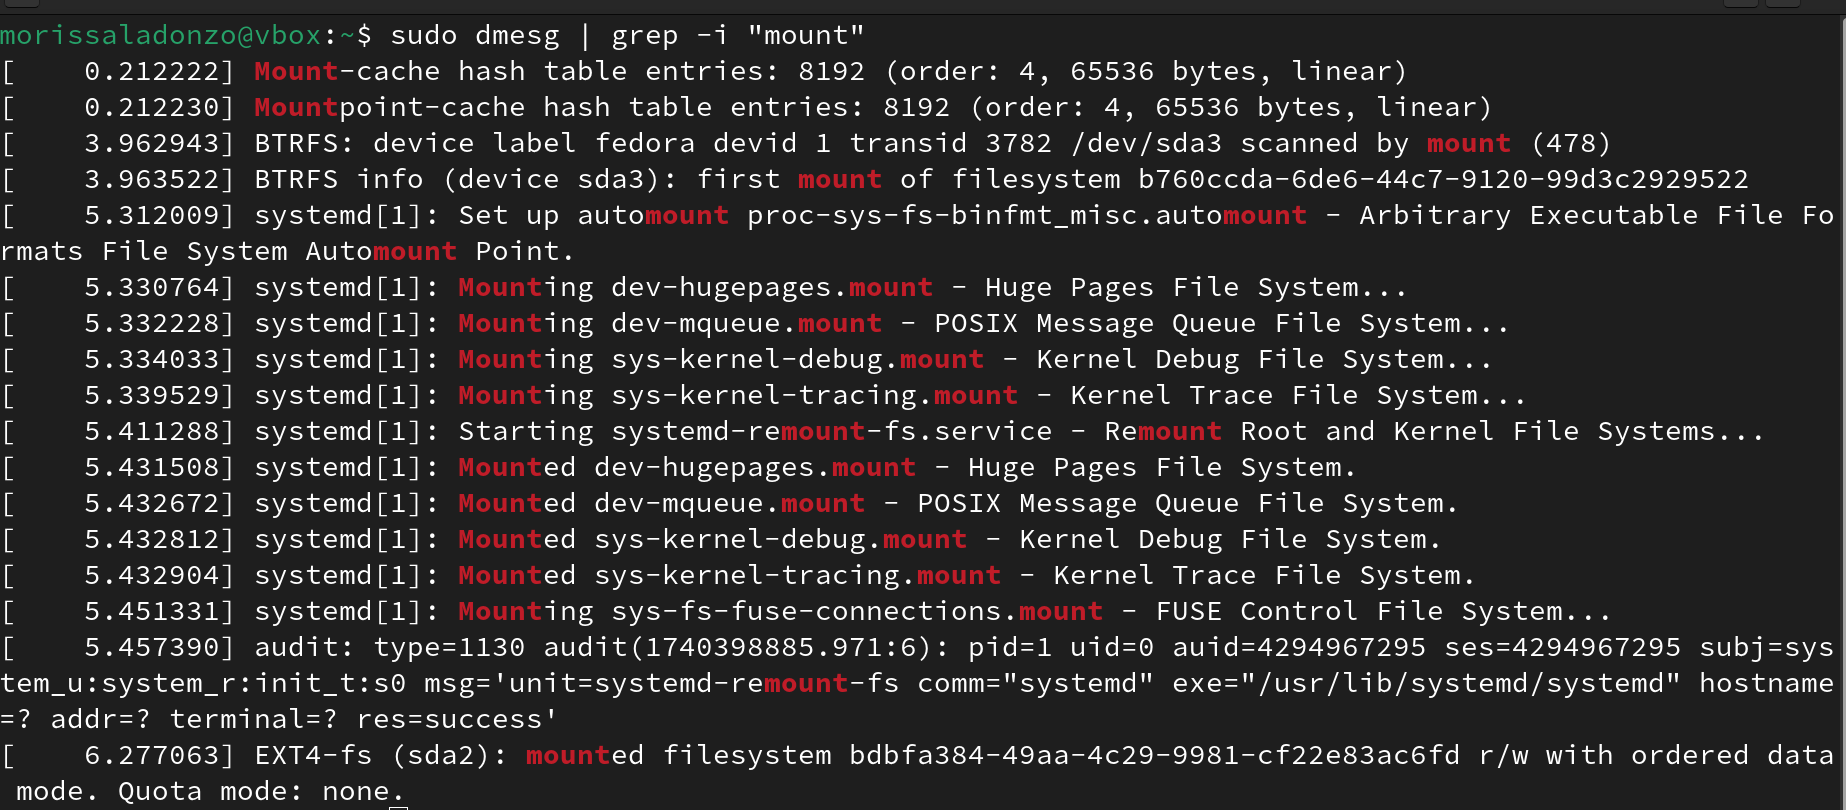 morissaladonzo@vbox:~$ sudo dmesg | grep -i "mount"
[    0.212222] Mount-cache hash table entries: 8192 (order: 4, 65536 bytes, linear)
[    0.212230] Mountpoint-cache hash table entries: 8192 (order: 4, 65536 bytes, linear)
[    3.962943] BTRFS: device label fedora devid 1 transid 3782 /dev/sda3 scanned by mount (478)
[    3.963522] BTRFS info (device sda3): first mount of filesystem b760ccda-6de6-44c7-9120-99d3c2929522
[    5.312009] systemd[1]: Set up automount proc-sys-fs-binfmt_misc.automount - Arbitrary Executable File Fo
rmats File System Automount Point.
[    5.330764] systemd[1]: Mounting dev-hugepages.mount - Huge Pages File System...
[    5.332228] systemd[1]: Mounting dev-mqueue.mount - POSIX Message Queue File System...
[    5.334033] systemd[1]: Mounting sys-kernel-debug.mount - Kernel Debug File System...
[    5.339529] systemd[1]: Mounting sys-kernel-tracing.mount - Kernel Trace File System...
[    5.411288] systemd[1]: Starting systemd-remount-fs.service - Remount Root and Kernel File Systems...
[    5.431508] systemd[1]: Mounted dev-hugepages.mount - Huge Pages File System.
[    5.432672] systemd[1]: Mounted dev-mqueue.mount - POSIX Message Queue File System.
[    5.432812] systemd[1]: Mounted sys-kernel-debug.mount - Kernel Debug File System.
[    5.432904] systemd[1]: Mounted sys-kernel-tracing.mount - Kernel Trace File System.
[    5.451331] systemd[1]: Mounting sys-fs-fuse-connections.mount - FUSE Control File System...
[    5.457390] audit: type=1130 audit(1740398885.971:6): pid=1 uid=0 auid=4294967295 ses=4294967295 subj=sys
tem_u:system_r:init_t:s0 msg='unit=systemd-remount-fs comm="systemd" exe="/usr/lib/systemd/systemd" hostname
=? addr=? terminal=? res=success'
[    6.277063] EXT4-fs (sda2): mounted filesystem bdbfa384-49aa-4c29-9981-cf22e83ac6fd r/w with ordered data
 mode. Quota mode: none.